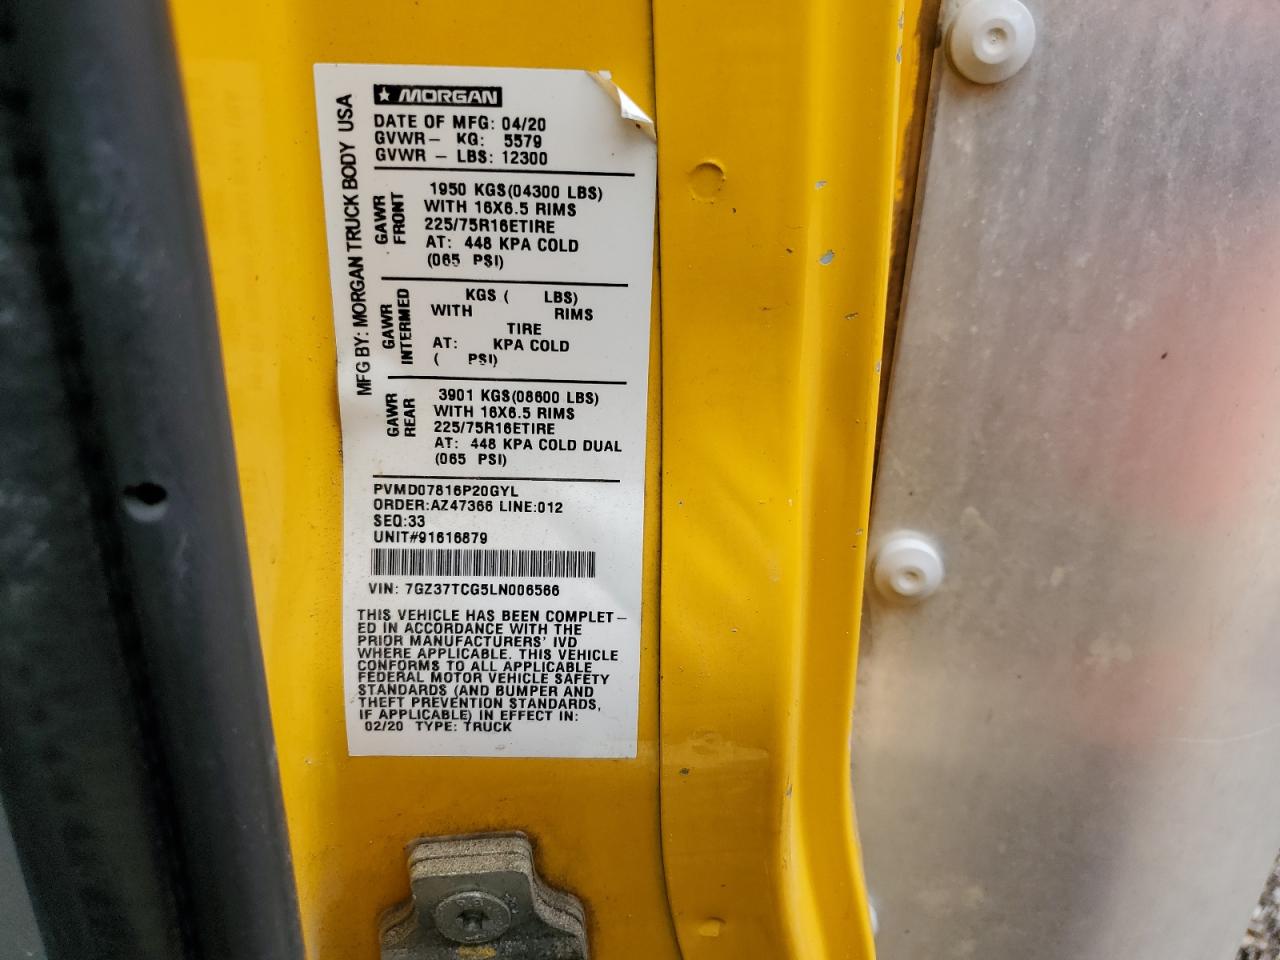 MORGAN
DATE OF MFG: 04/20
GVWR- KG: 5579
GVWR - LBS: 12300
MFG BY: MORGAN TRUCK BODY USA
GAWR FRONT
1950 KGS(04300 LBS)
WITH 16X6.5 RIMS
225/75R16ETIRE
AT: 448 KPA COLD
(065 PSI)
GAWR INTERMED
KGS ( LBS)
WITH RIMS
TIRE
AT: KPA COLD
( PSI)
GAWR REAR
3901 KGS(08600 LBS)
WITH 16X6.5 RIMS
225/75R16ETIRE
AT: 448 KPA COLD DUAL
(065 PSI)
PVMD07816P20GYL
ORDER:AZ47366 LINE:012
SEQ:33
UNIT#91616879
VIN: 7GZ37TCG5LN006566
THIS VEHICLE HAS BEEN COMPLET-
ED IN ACCORDANCE WITH THE
PRIOR MANUFACTURERS' IVD
WHERE APPLICABLE. THIS VEHICLE
CONFORMS TO ALL APPLICABLE
FEDERAL MOTOR VEHICLE SAFETY
STANDARDS (AND BUMPER AND
THEFT PREVENTION STANDARDS,
IF APPLICABLE) IN EFFECT IN:
02/20 TYPE: TRUCK